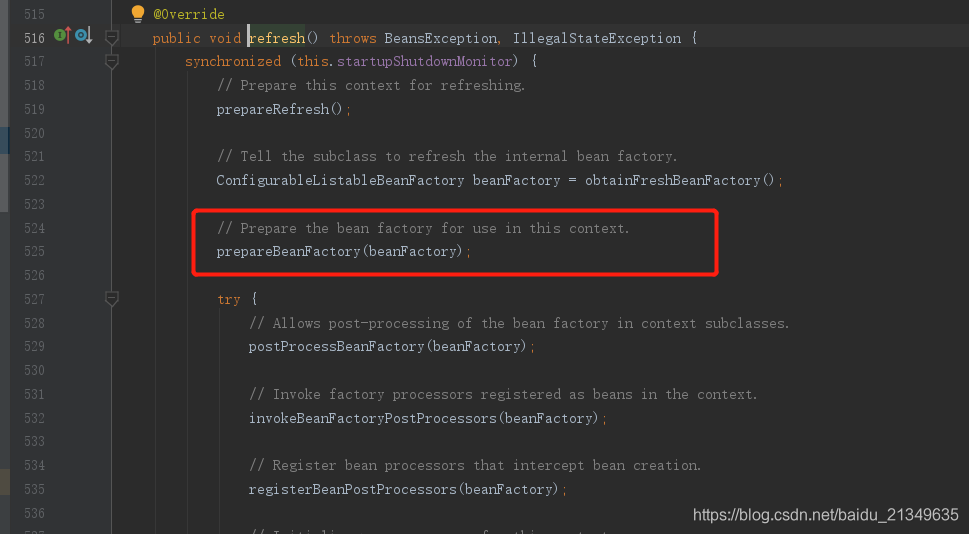 515 @Override
516 public void refresh() throws BeansException, IllegalStateException {
517 synchronized (this.startupShutdownMonitor) {
518 // Prepare this context for refreshing.
519 prepareRefresh();
520
521 // Tell the subclass to refresh the internal bean factory.
522 ConfigurableListableBeanFactory beanFactory = obtainFreshBeanFactory();
523
524 // Prepare the bean factory for use in this context.
525 prepareBeanFactory(beanFactory);
526
527 try {
528 // Allows post-processing of the bean factory in context subclasses.
529 postProcessBeanFactory(beanFactory);
530
531 // Invoke factory processors registered as beans in the context.
532 invokeBeanFactoryPostProcessors(beanFactory);
533
534 // Register bean processors that intercept bean creation.
535 registerBeanPostProcessors(beanFactory);
536
https://blog.csdn.net/baidu_21349635